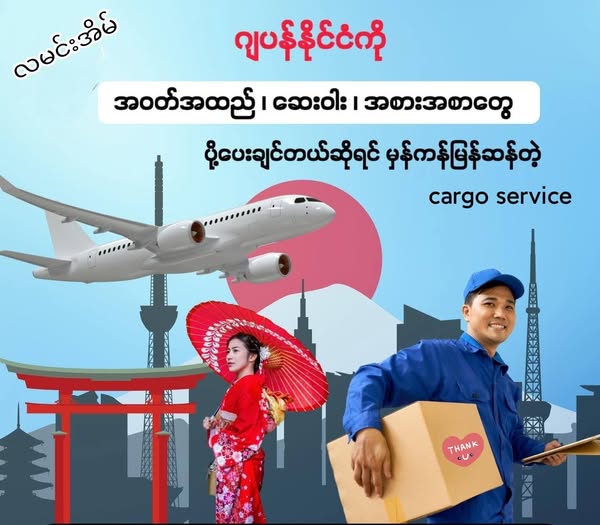 လမင်းအိမ်
ဂျပန်နိုင်ငံကို
အဝတ်အထည် ၊ ဆေးဝါး ၊ အစားအစာတွေ
ပို့ပေးချင်တယ်ဆိုရင် မှန်ကန်မြန်ဆန်တဲ့
cargo service
THANK